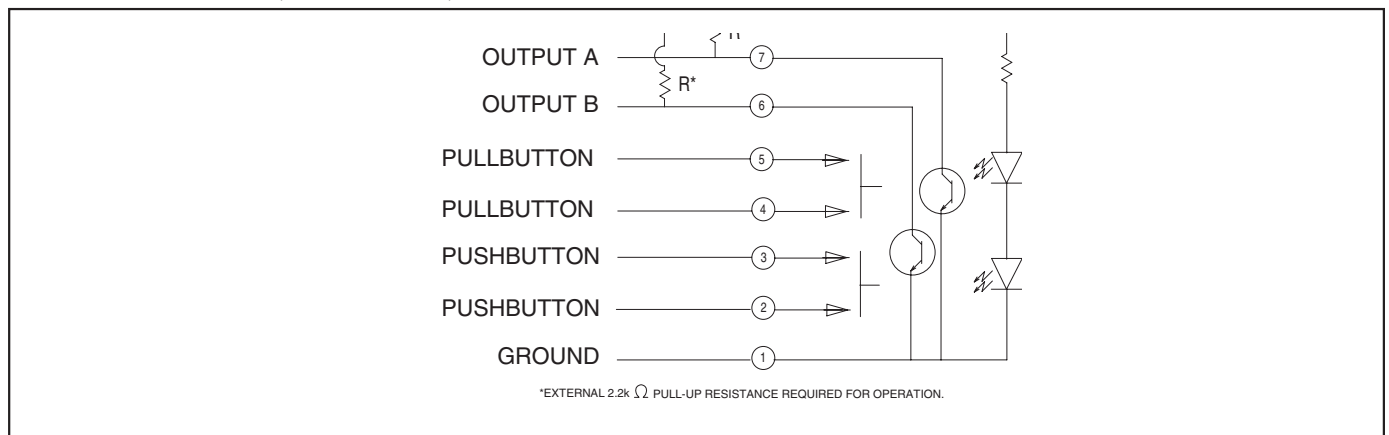 OUTPUT A
7
R*
OUTPUT B
6
PULLBUTTON
5
PULLBUTTON
4
PUSHBUTTON
3
PUSHBUTTON
2
GROUND
1
*EXTERNAL 2.2k Ω PULL-UP RESISTANCE REQUIRED FOR OPERATION.